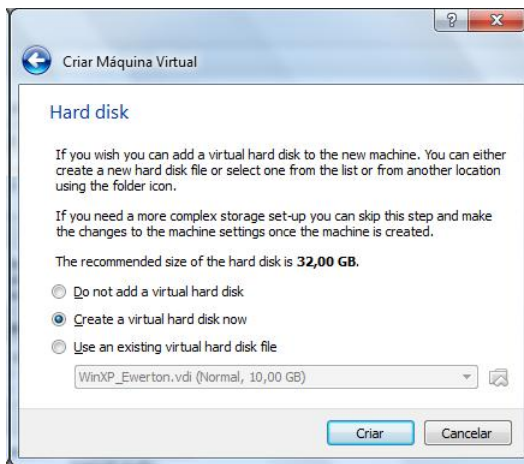 Criar Máquina Virtual
Hard disk
If you wish you can add a virtual hard disk to the new machine. You can either
create a new hard disk file or select one from the list or from another location
using the folder icon.
If you need a more complex storage set-up you can skip this step and make
the changes to the machine settings once the machine is created.
The recommended size of the hard disk is 32,00 GB.
Do not add a virtual hard disk
Create a virtual hard disk now
Use an existing virtual hard disk file
WinXP_Ewerton.vdi (Normal, 10,00 GB)
Criar Cancelar